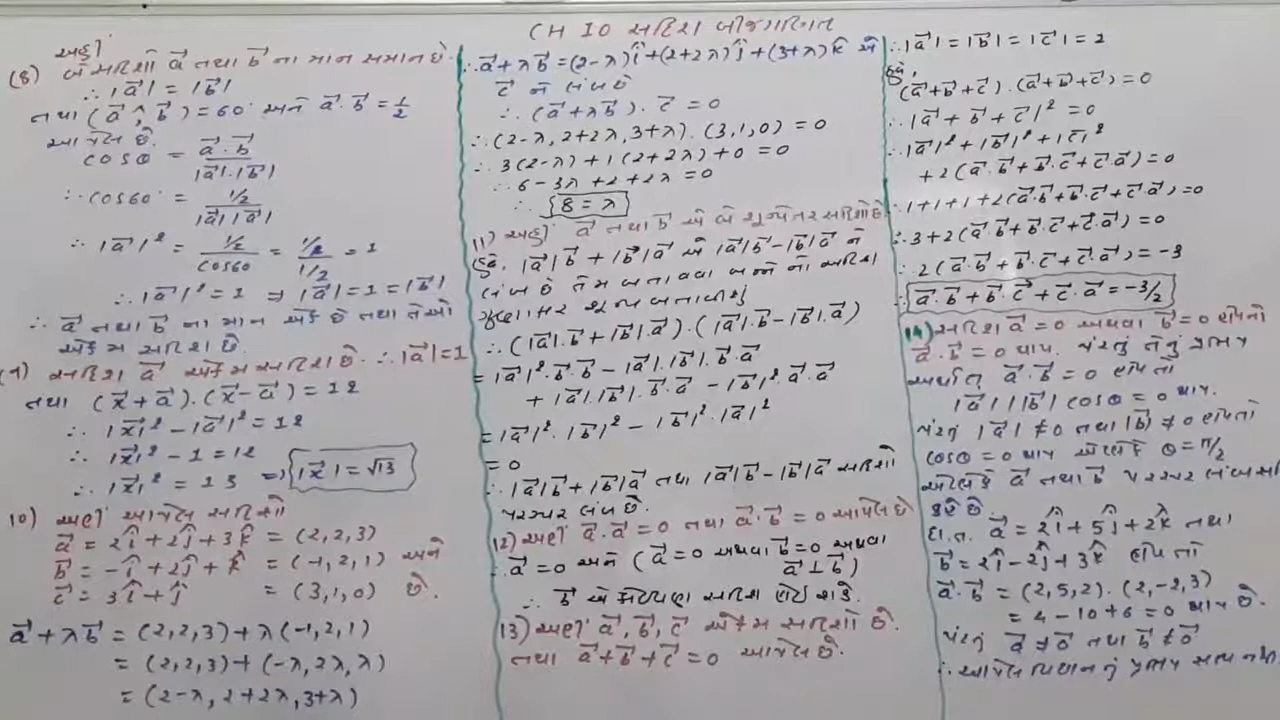 CH 10 સદિશ બીજગણિત
અહીં
(8) બે સદિશો a⃗ તથા b⃗ ના માન સમાન છે.
∴ |a⃗| = |b⃗|
તથા (a⃗ ^ b⃗) = 60° અને a⃗·b⃗ = 1/2
આપેલ છે.
cosθ = a⃗·b⃗ / |a⃗|·|b⃗|
∴ cos60° = 1/2 / |a⃗| |a⃗|
∴ |a⃗|² = 1/2 / cos60 = 1/2 / 1/2 = 1
∴ |a⃗|² = 1 ⇒ |a⃗| = 1 = |b⃗|
∴ a⃗ તથા b⃗ ના માન એક છે તથા તેઓ
એકમ સદિશ છે.
(9) સદિશ a⃗ એકમ સદિશ છે. ∴ |a⃗| = 1
તથા (x⃗ + a⃗)·(x⃗ − a⃗) = 12
∴ |x⃗|² − |a⃗|² = 12
∴ |x⃗|² − 1 = 12
∴ |x⃗|² = 13 ⇒ |x⃗| = √13
10) અહીં આપેલ સદિશો
a⃗ = 2î + 2ĵ + 3k̂ = (2,2,3)
b⃗ = −î + 2ĵ + k̂ = (−1,2,1) અને
c⃗ = 3î + ĵ = (3,1,0) છે.
a⃗ + λb⃗ = (2,2,3) + λ(−1,2,1)
= (2,2,3) + (−λ, 2λ, λ)
= (2−λ, 2+2λ, 3+λ)
∴ a⃗ + λb⃗ = (2−λ)î + (2+2λ)ĵ + (3+λ)k̂ એ
c⃗ ને લંબ છે
∴ (a⃗ + λb⃗)·c⃗ = 0
∴ (2−λ, 2+2λ, 3+λ)·(3,1,0) = 0
∴ 3(2−λ) + 1(2+2λ) + 0 = 0
∴ 6 − 3λ + 2 + 2λ = 0
∴ 8 = λ
11) અહીં a⃗ તથા b⃗ એ બે શૂન્યેતર સદિશો છે
હવે, |a⃗|b⃗ + |b⃗|a⃗ એ |a⃗|b⃗ − |b⃗|a⃗ ને
લંબ છે તેમ બતાવવા બન્ને નો અદિશ
ગુણાકાર શૂન્ય બતાવીશું
∴ (|a⃗|·b⃗ + |b⃗|·a⃗)·(|a⃗|·b⃗ − |b⃗|·a⃗)
= |a⃗|²·b⃗·b⃗ − |a⃗|·|b⃗|·b⃗·a⃗
+ |a⃗|·|b⃗|·b⃗·a⃗ − |b⃗|²·a⃗·a⃗
= |a⃗|²·|b⃗|² − |b⃗|²·|a⃗|²
= 0
∴ |a⃗|b⃗ + |b⃗|a⃗ તથા |a⃗|b⃗ − |b⃗|a⃗ સદિશો
પરસ્પર લંબ છે.
12) અહીં a⃗·a⃗ = 0 તથા a⃗·b⃗ = 0 આપેલ છે
∴ a⃗ = 0 અને (a⃗ = 0 અથવા b⃗ = 0 અથવા
a⃗ ⊥ b⃗)
∴ b⃗ એ કોઈપણ સદિશ હોઈ શકે.
13) અહીં a⃗, b⃗, c⃗ એકમ સદિશો છે.
તથા a⃗ + b⃗ + c⃗ = 0 આપેલ છે.
∴ |a⃗| = |b⃗| = |c⃗| = 1
હવે,
(a⃗ + b⃗ + c⃗)·(a⃗ + b⃗ + c⃗) = 0
∴ |a⃗ + b⃗ + c⃗|² = 0
∴ |a⃗|² + |b⃗|² + |c⃗|²
+ 2(a⃗·b⃗ + b⃗·c⃗ + c⃗·a⃗) = 0
∴ 1 + 1 + 1 + 2(a⃗·b⃗ + b⃗·c⃗ + c⃗·a⃗) = 0
∴ 3 + 2(a⃗·b⃗ + b⃗·c⃗ + c⃗·a⃗) = 0
∴ 2(a⃗·b⃗ + b⃗·c⃗ + c⃗·a⃗) = −3
∴ a⃗·b⃗ + b⃗·c⃗ + c⃗·a⃗ = −3/2
14) સદિશ a⃗ = 0 અથવા b⃗ = 0 હોય તો
a⃗·b⃗ = 0 થાય. પરંતુ તેનું પ્રતીપ
અર્થાત્ a⃗·b⃗ = 0 હોય તો
|a⃗| |b⃗| cosθ = 0 થાય.
પરંતુ |a⃗| ≠ 0 તથા |b⃗| ≠ 0 હોય તો
cosθ = 0 થાય એટલે કે θ = π/2
એટલે કે a⃗ તથા b⃗ પરસ્પર લંબ
છે.
દા.ત. a⃗ = 2î + 5ĵ + 2k̂ તથા
b⃗ = 2î − 2ĵ + 3k̂ હોય તો
a⃗·b⃗ = (2,5,2)·(2,−2,3)
= 4 − 10 + 6 = 0 થાય છે.
પરંતુ a⃗ ≠ 0⃗ તથા b⃗ ≠ 0⃗
∴ આપેલ વિધાનનું પ્રતીપ સત્ય નથી